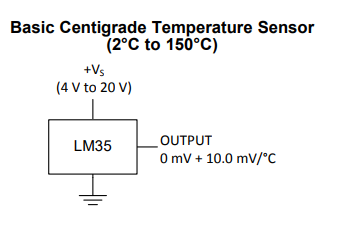 Basic Centigrade Temperature Sensor
(2°C to 150°C)
+VS
(4 V to 20 V)
LM35
OUTPUT
0 mV + 10.0 mV/°C